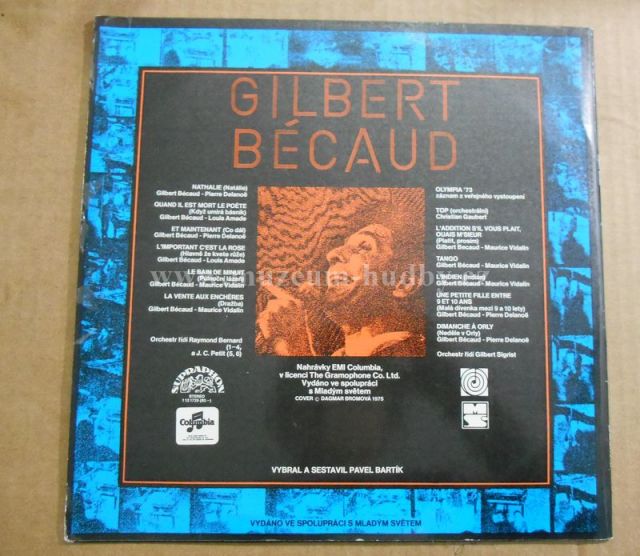 GILBERT
BÉCAUD
NATHALIE (Natálie)
Gilbert Bécaud - Pierre Delanoë
QUAND IL EST MORT LE POÈTE
(Když umírá básník)
Gilbert Bécaud - Louis Amade
ET MAINTENANT (Co dál)
Gilbert Bécaud - Pierre Delanoë
L'IMPORTANT C'EST LA ROSE
(Hlavně že kvete růže)
Gilbert Bécaud - Louis Amade
LE BAIN DE MINUIT
(Půlnoční lázeň)
Gilbert Bécaud - Maurice Vidalin
LA VENTE AUX ENCHÈRES
(Dražba)
Gilbert Bécaud - Maurice Vidalin
Orchestr řídí Raymond Bernard
(1–4,
a J. C. Petit (5, 6)
OLYMPIA '73
záznam z veřejného vystoupení
TOP (orchestrální)
Christian Gaubert
L'ADDITION S'IL VOUS PLAIT,
OUAIS M'SIEUR
(Platit, prosím)
Gilbert Bécaud - Maurice Vidalin
TANGO
Gilbert Bécaud - Maurice Vidalin
L'INDIEN
Gilbert Bécaud - Maurice Vidalin
UNE PETITE FILLE ENTRE
9 ET 10 ANS
(Malá dívenka mezi 9 a 10 lety)
Gilbert Bécaud - Pierre Delanoë
DIMANCHE À ORLY
(Neděle v Orly)
Gilbert Bécaud - Pierre Delanoë
Orchestr řídí Gilbert Sigrist
Nahrávky EMI Columbia,
v licenci The Gramophone Co. Ltd.
Vydáno ve spolupráci
s Mladým světem
COVER © DAGMAR BROMOVÁ 1975
SUPRAPHON
STEREO
Columbia
MS
VYBRAL A SESTAVIL PAVEL BARTÍK
VYDÁNO VE SPOLUPRÁCI S MLADÝM SVĚTEM